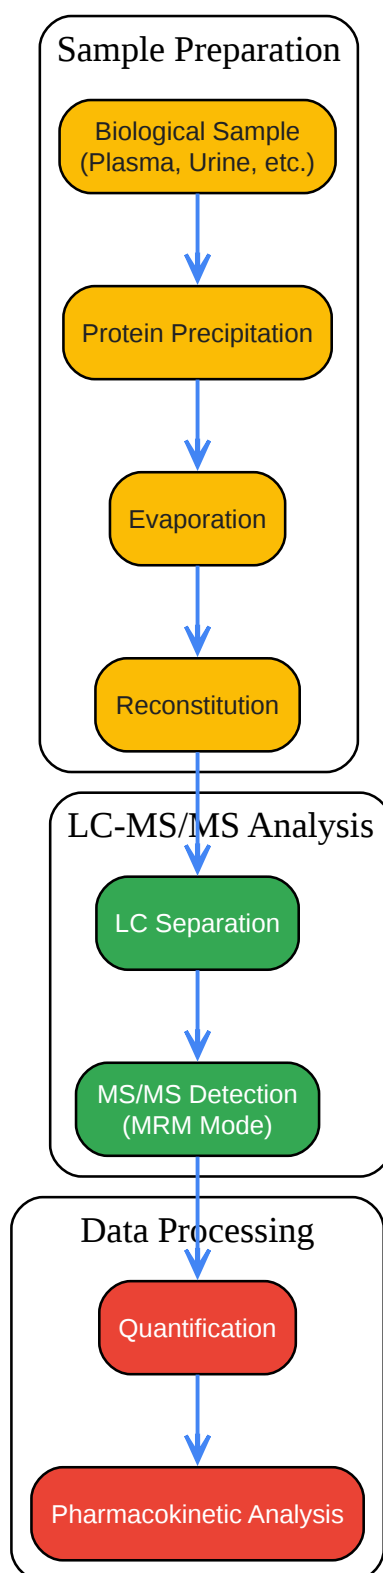 Sample Preparation
Biological Sample
(Plasma, Urine, etc.)
Protein Precipitation
Evaporation
Reconstitution
LC-MS/MS Analysis
LC Separation
MS/MS Detection
(MRM Mode)
Data Processing
Quantification
Pharmacokinetic Analysis